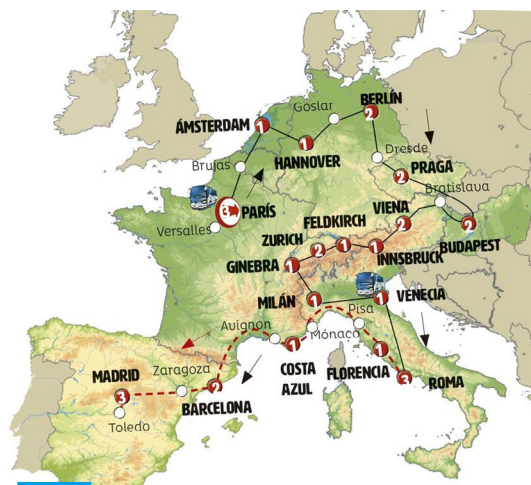 Goslar
BERLÍN
2
ÁMSTERDAM
1
1
HANNOVER
Dresde
Brujas
2
PRAGA
Bratislava
3
PARÍS
VIENA
2
FELDKIRCH
2
BUDAPEST
Versalles
ZURICH
2
1
1
INNSBRUCK
GINEBRA
1
MILÁN
1
1
VENECIA
Pisa
Avignon
Mónaco
1
COSTA
AZUL
1
FLORENCIA
3
ROMA
MADRID
3
Zaragoza
2
BARCELONA
Toledo